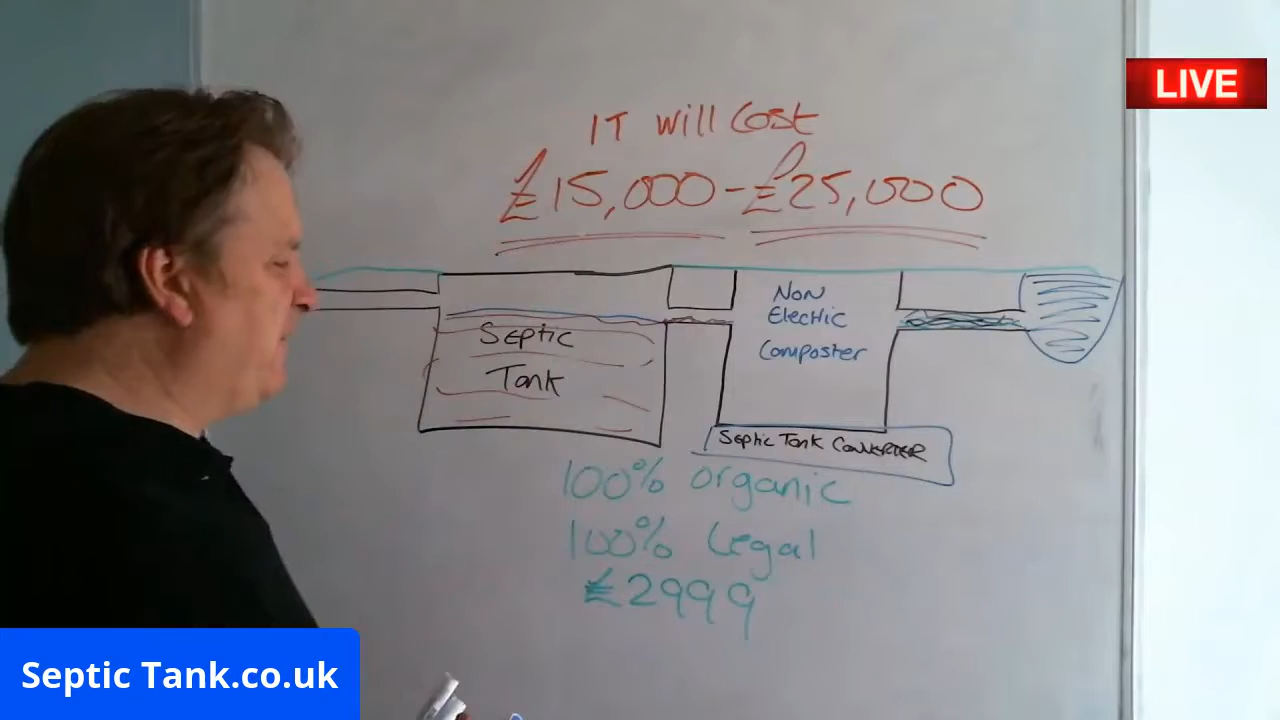 LIVE
IT will Cost
£15,000-£25,000
Septic
Tank
Non
Electric
Composter
Septic Tank CONVERTER
100% organic
100% Legal
£2999
Septic Tank.co.uk